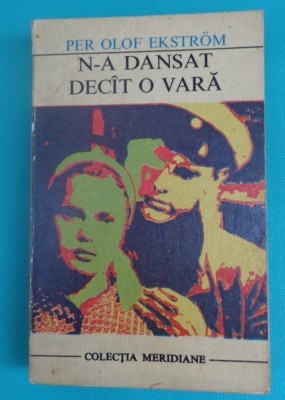 PER OLOF EKSTRÖM
N-A DANSAT
DECÎT O VARĂ
COLECȚIA MERIDIANE